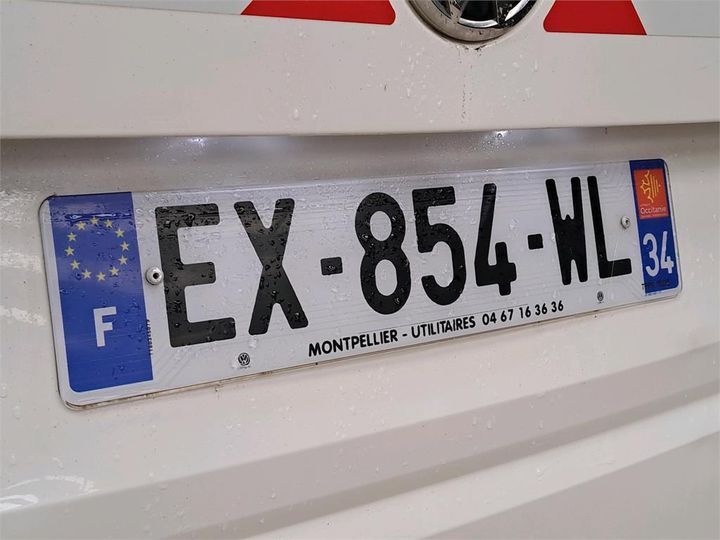 F
EX-854-WL
Occitanie
34
MONTPELLIER - UTILITAIRES 04 67 16 36 36